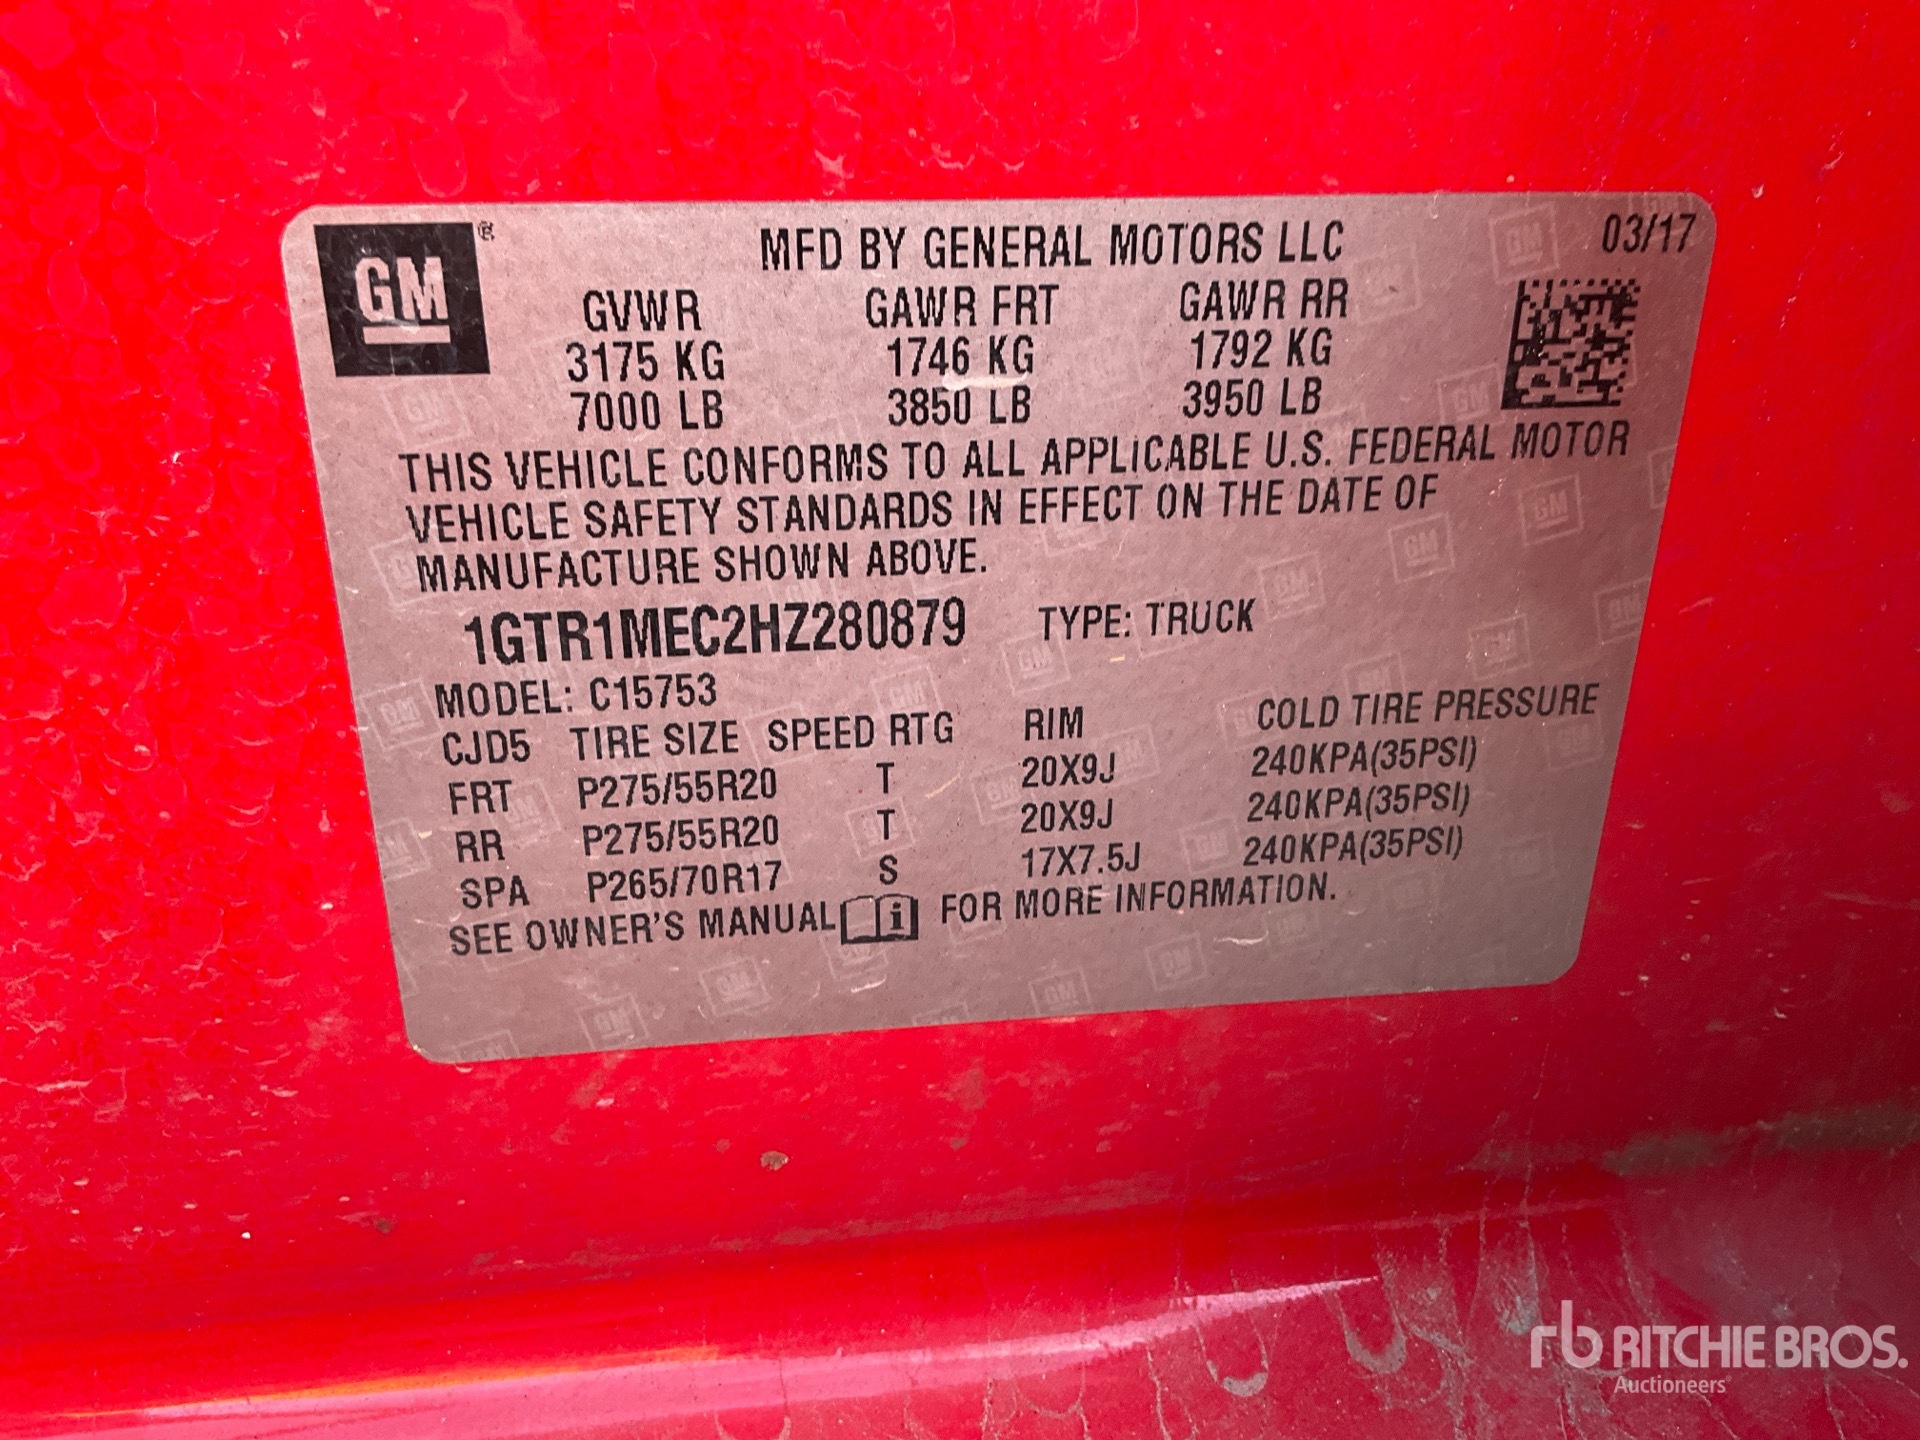 GM ® MFD BY GENERAL MOTORS LLC 03/17
GVWR GAWR FRT GAWR RR
3175 KG 1746 KG 1792 KG
7000 LB 3850 LB 3950 LB
THIS VEHICLE CONFORMS TO ALL APPLICABLE U.S. FEDERAL MOTOR
VEHICLE SAFETY STANDARDS IN EFFECT ON THE DATE OF
MANUFACTURE SHOWN ABOVE.
1GTR1MEC2HZ280879 TYPE: TRUCK
MODEL: C15753
CJD5 TIRE SIZE SPEED RTG RIM COLD TIRE PRESSURE
FRT P275/55R20 T 20X9J 240KPA(35PSI)
RR P275/55R20 T 20X9J 240KPA(35PSI)
SPA P265/70R17 S 17X7.5J 240KPA(35PSI)
SEE OWNER'S MANUAL i FOR MORE INFORMATION.
rb RITCHIE BROS.
Auctioneers